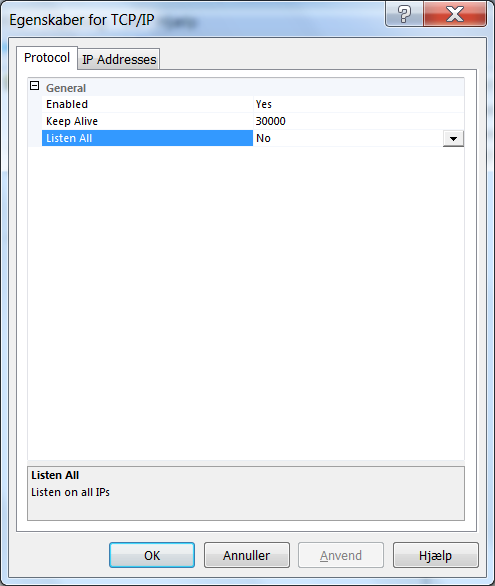 Egenskaber for TCP/IP
Protocol
IP Addresses
General
Enabled Yes
Keep Alive 30000
Listen All No
Listen All
Listen on all IPs
OK
Annuller
Anvend
Hjælp